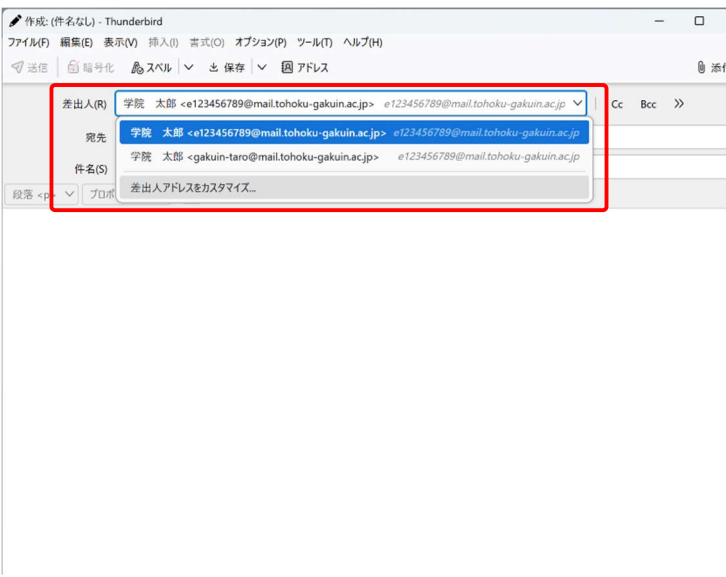 作成: (件名なし) - Thunderbird
ファイル(F) 編集(E) 表示(V) 挿入(I) 書式(O) オプション(P) ツール(T) ヘルプ(H)
送信 暗号化 スペル 保存 アドレス 添付
差出人(R) 学院 太郎 <e123456789@mail.tohoku-gakuin.ac.jp> e123456789@mail.tohoku-gakuin.ac.jp Cc Bcc
学院 太郎 <e123456789@mail.tohoku-gakuin.ac.jp> e123456789@mail.tohoku-gakuin.ac.jp
宛先
学院 太郎 <gakuin-taro@mail.tohoku-gakuin.ac.jp> e123456789@mail.tohoku-gakuin.ac.jp
件名(S)
差出人アドレスをカスタマイズ...
段落 <p> プロポ